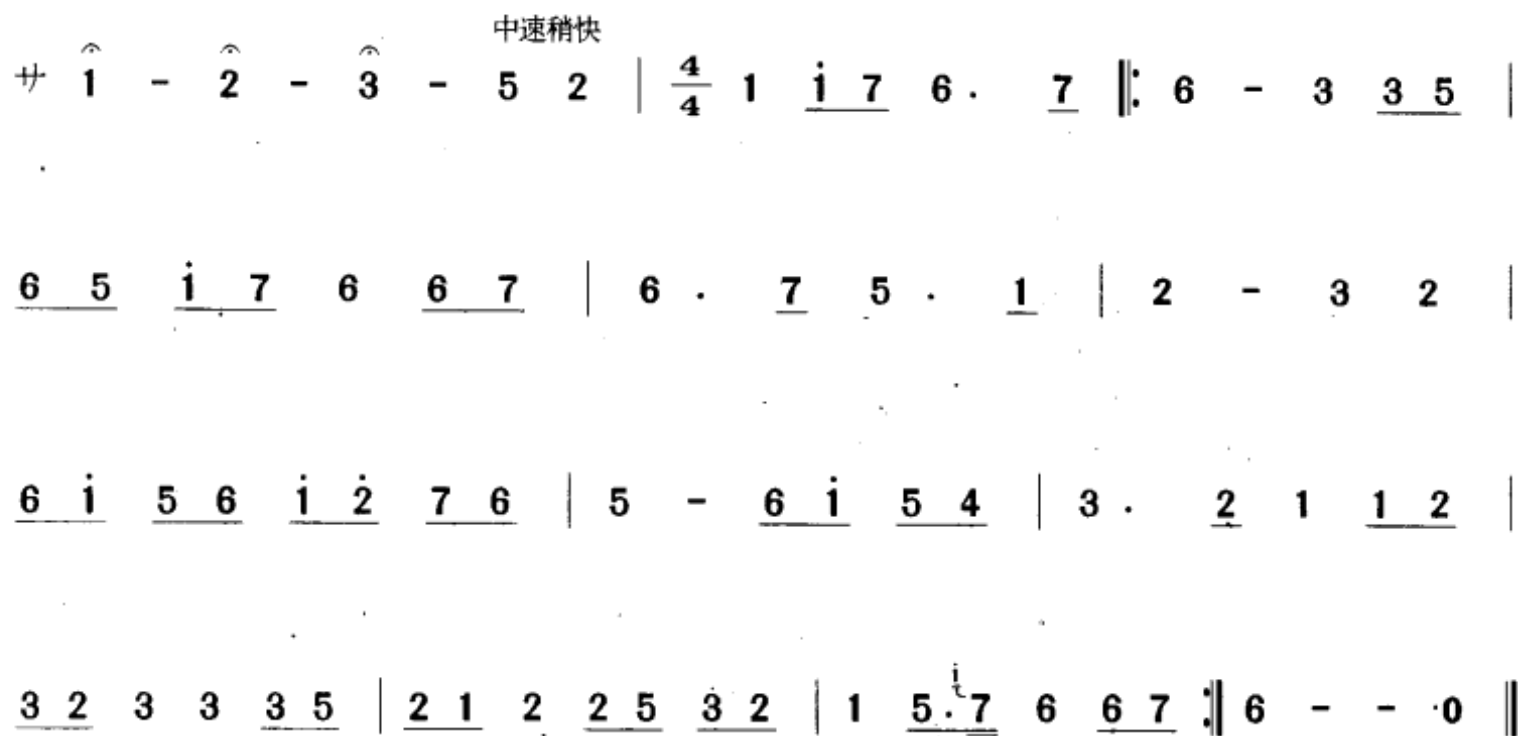 中速稍快
サ 1 - 2 - 3 - 5 2 | 4/4 1 i 7 6 . 7 ‖: 6 - 3 3 5 |
6 5 i 7 6 6 7 | 6 . 7 5 . 1 | 2 - 3 2 |
6 i 5 6 i 2̇ 7 6 | 5 - 6 i 5 4 | 3 . 2 1 1 2 |
3 2 3 3 3 5 | 2 1 2 2 5 3 2 | 1 5 . i 7 6 6 7 :‖ 6 - - 0 ‖